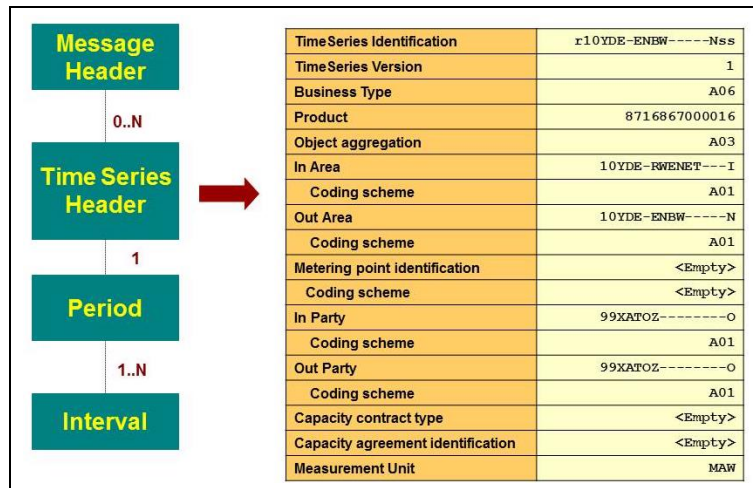 Message
Header
0..N
Time Series
Header
1
Period
1..N
Interval
TimeSeries Identification r10YDE-ENBW-----Nss
TimeSeries Version 1
Business Type A06
Product 8716867000016
Object aggregation A03
In Area 10YDE-RWENET---I
Coding scheme A01
Out Area 10YDE-ENBW-----N
Coding scheme A01
Metering point identification <Empty>
Coding scheme <Empty>
In Party 99XATOZ--------O
Coding scheme A01
Out Party 99XATOZ--------O
Coding scheme A01
Capacity contract type <Empty>
Capacity agreement identification <Empty>
Measurement Unit MAW